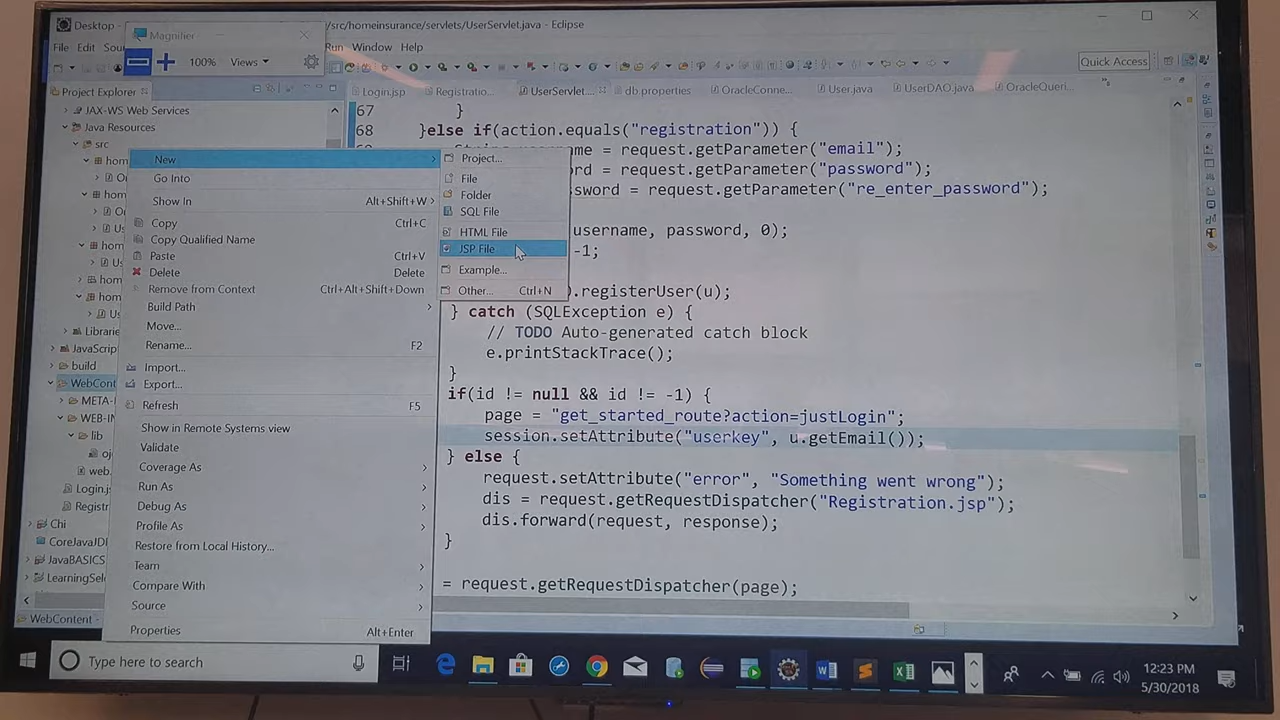 Desktop - /src/homeinsurance/servlets/UserServlet.java - Eclipse
Magnifier
File Edit Sou Run Window Help
100% Views
Quick Access
Project Explorer
Login.jsp Registratio... UserServlet... db.properties OracleConne... User.java UserDAO.java OracleQueri...
JAX-WS Web Services
Java Resources
src
hom
O
hom
O
U
hom
U
hom
hom
U
Librarie
JavaScript
build
WebConte
META-I
WEB-IN
lib
oj
web.
Login.j
Registr
Chi
CoreJavaJDI
JavaBASICS
LearningSele
WebContent -
New
Go Into
Show In Alt+Shift+W
Copy Ctrl+C
Copy Qualified Name
Paste Ctrl+V
Delete Delete
Remove from Context Ctrl+Alt+Shift+Down
Build Path
Move...
Rename... F2
Import...
Export...
Refresh F5
Show in Remote Systems view
Validate
Coverage As
Run As
Debug As
Profile As
Restore from Local History...
Team
Compare With
Source
Properties Alt+Enter
Project...
File
Folder
SQL File
HTML File
JSP File
Example...
Other... Ctrl+N
67 }
68 }else if(action.equals("registration")) {
= request.getParameter("email");
rd = request.getParameter("password");
sword = request.getParameter("re_enter_password");
username, password, 0);
-1;
).registerUser(u);
} catch (SQLException e) {
// TODO Auto-generated catch block
e.printStackTrace();
}
if(id != null && id != -1) {
page = "get_started_route?action=justLogin";
session.setAttribute("userkey", u.getEmail());
} else {
request.setAttribute("error", "Something went wrong");
dis = request.getRequestDispatcher("Registration.jsp");
dis.forward(request, response);
}
= request.getRequestDispatcher(page);
Type here to search
12:23 PM
5/30/2018